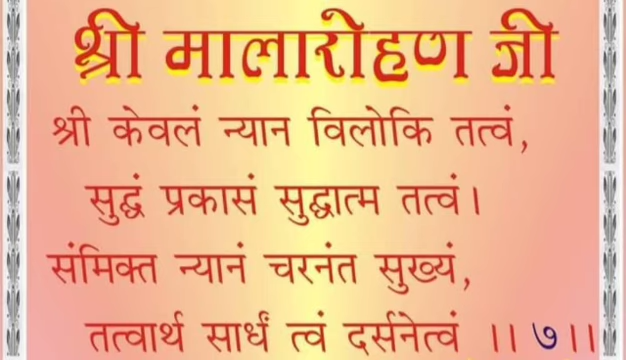 श्री मालारोहण जी
श्री केवलं न्यान विलोकि तत्वं,
सुद्धं प्रकासं सुद्धात्म तत्वं।
संमिक्त न्यानं चरनंत सुख्यं,
तत्वार्थ सार्धं त्वं दर्सनेत्वं ।। ७।।